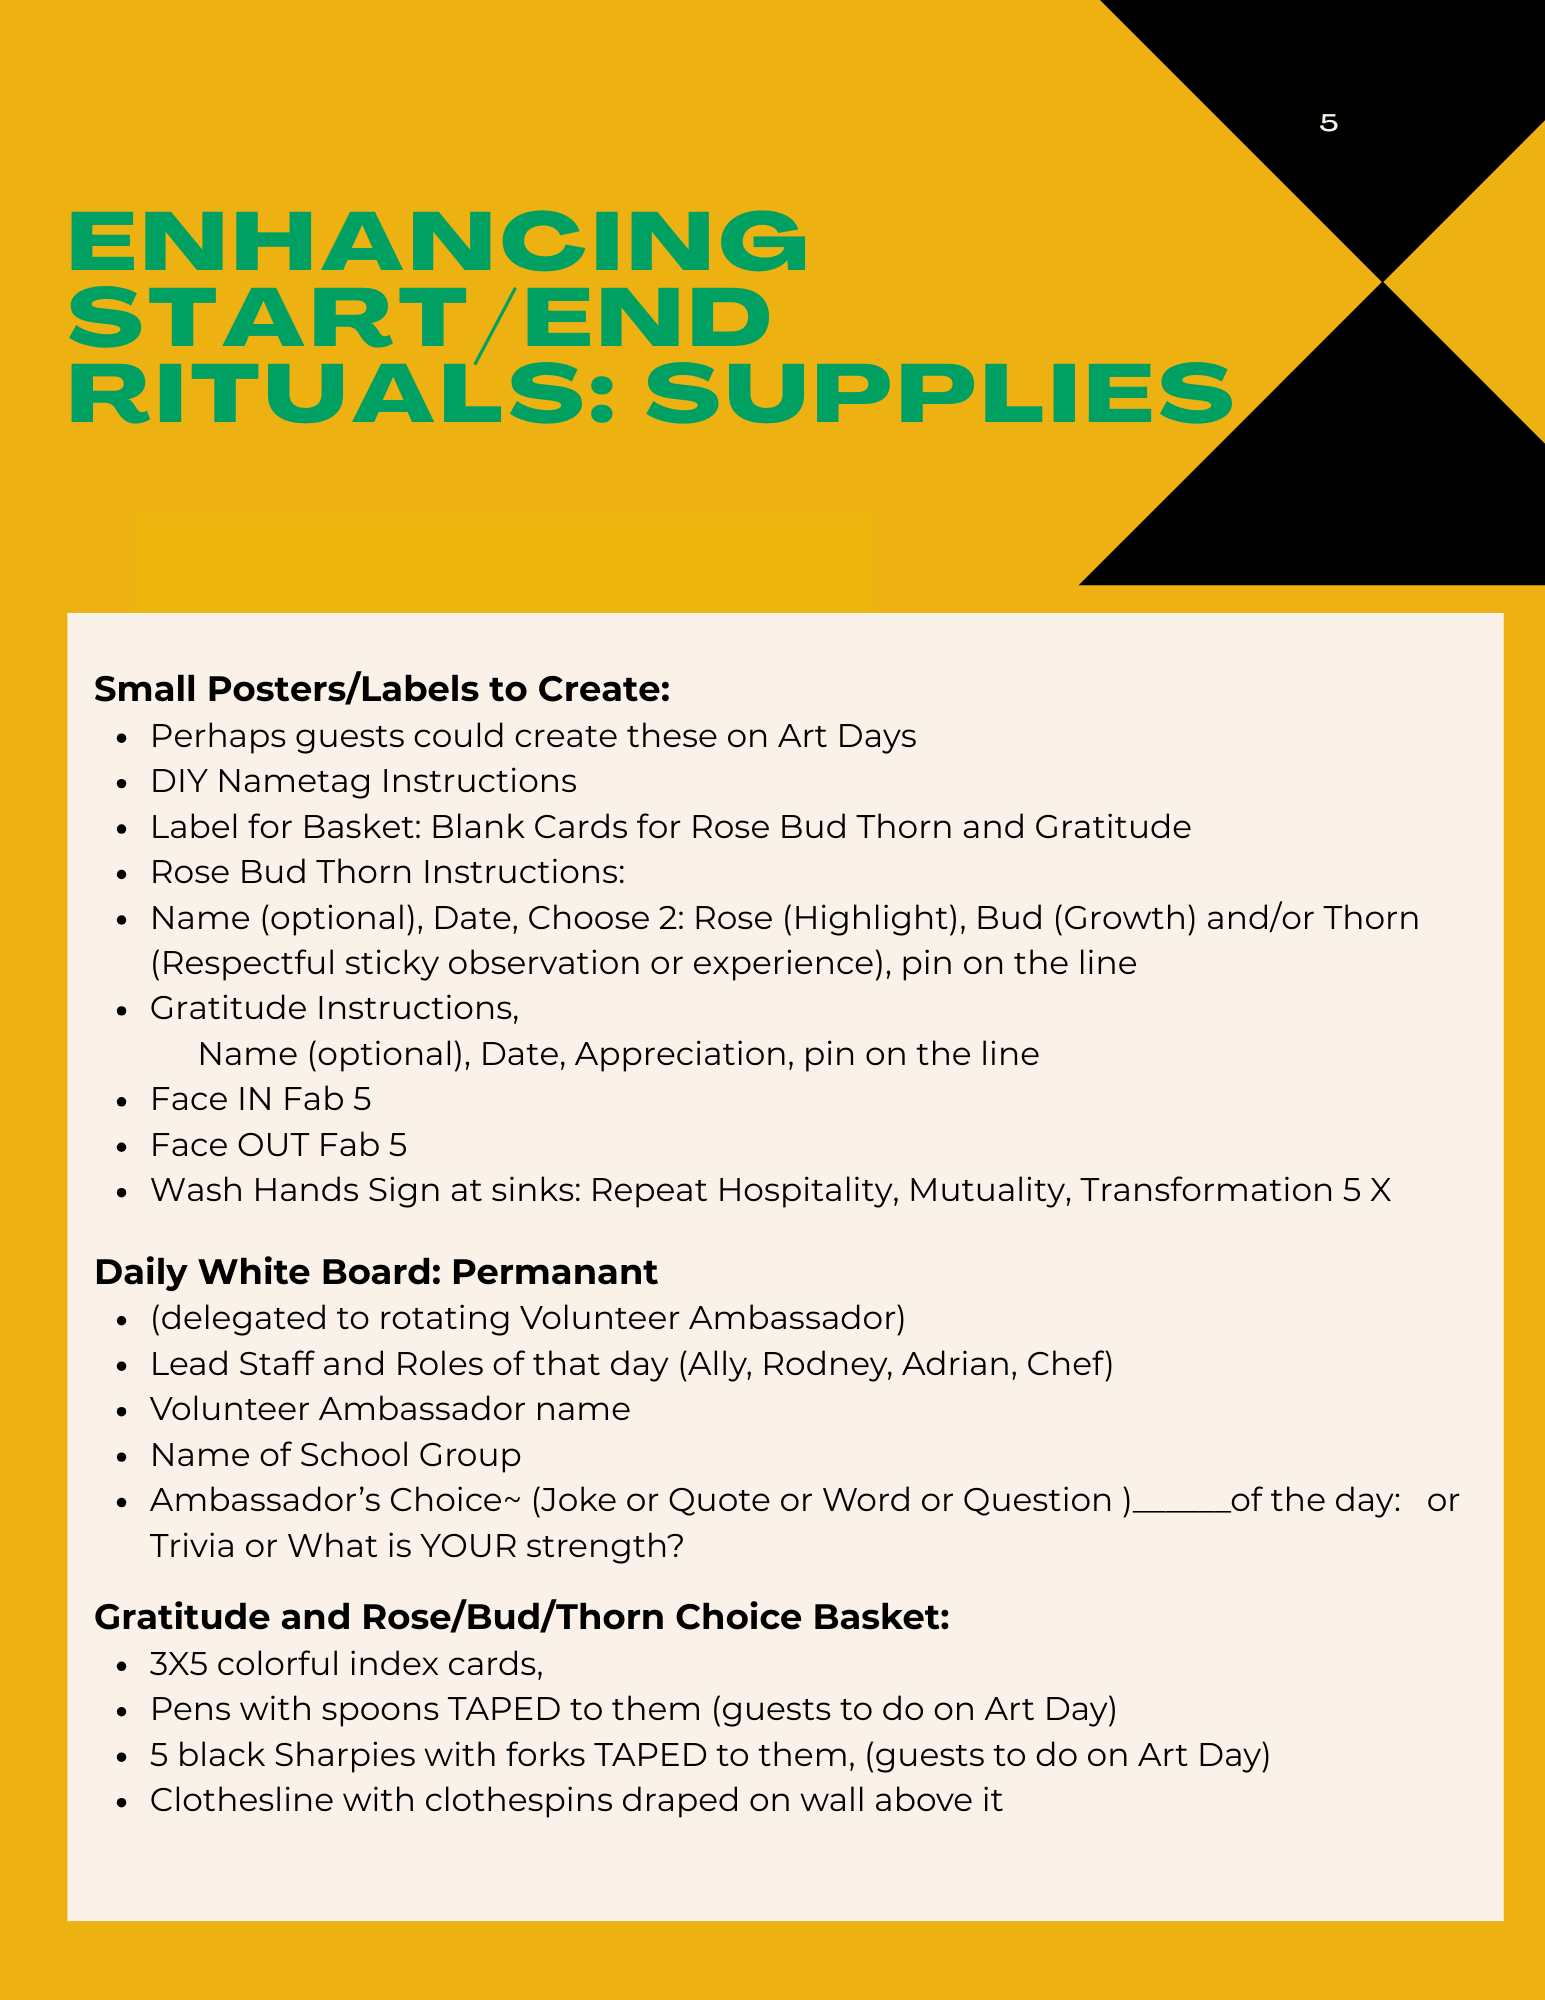 5
ENHANCING
START/END
RITUALS: SUPPLIES
Small Posters/Labels to Create:
• Perhaps guests could create these on Art Days
• DIY Nametag Instructions
• Label for Basket: Blank Cards for Rose Bud Thorn and Gratitude
• Rose Bud Thorn Instructions:
• Name (optional), Date, Choose 2: Rose (Highlight), Bud (Growth) and/or Thorn
(Respectful sticky observation or experience), pin on the line
• Gratitude Instructions,
Name (optional), Date, Appreciation, pin on the line
• Face IN Fab 5
• Face OUT Fab 5
• Wash Hands Sign at sinks: Repeat Hospitality, Mutuality, Transformation 5 X
Daily White Board: Permanant
• (delegated to rotating Volunteer Ambassador)
• Lead Staff and Roles of that day (Ally, Rodney, Adrian, Chef)
• Volunteer Ambassador name
• Name of School Group
• Ambassador’s Choice~ (Joke or Quote or Word or Question )______of the day:   or
Trivia or What is YOUR strength?
Gratitude and Rose/Bud/Thorn Choice Basket:
• 3X5 colorful index cards,
• Pens with spoons TAPED to them (guests to do on Art Day)
• 5 black Sharpies with forks TAPED to them, (guests to do on Art Day)
• Clothesline with clothespins draped on wall above it